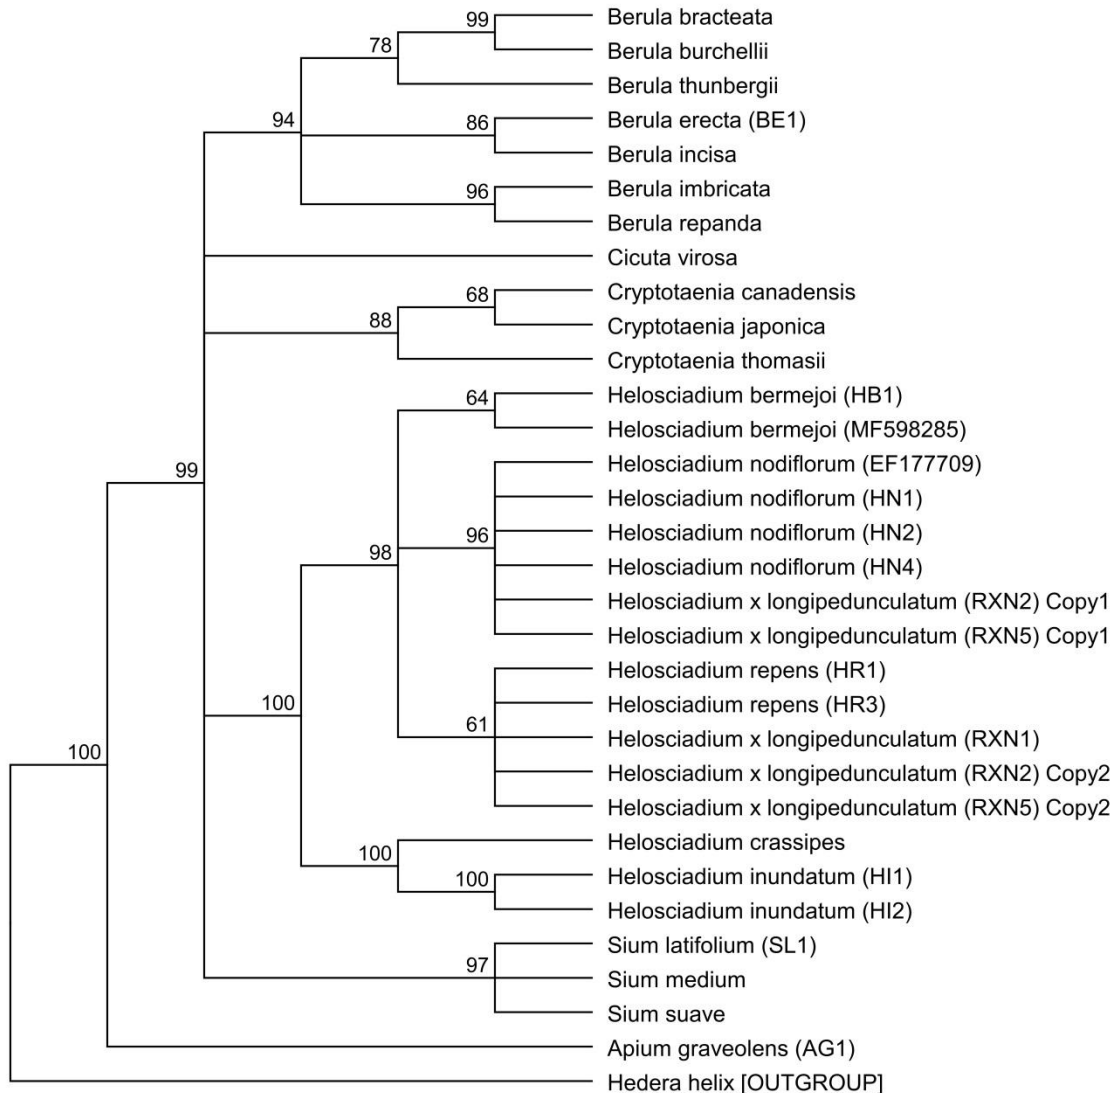 99 Berula bracteata
78 Berula burchellii
Berula thunbergii
94 86 Berula erecta (BE1)
Berula incisa
96 Berula imbricata
Berula repanda
Cicuta virosa
68 Cryptotaenia canadensis
88 Cryptotaenia japonica
Cryptotaenia thomasii
64 Helosciadium bermejoi (HB1)
Helosciadium bermejoi (MF598285)
99 Helosciadium nodiflorum (EF177709)
Helosciadium nodiflorum (HN1)
96 Helosciadium nodiflorum (HN2)
98 Helosciadium nodiflorum (HN4)
Helosciadium x longipedunculatum (RXN2) Copy1
Helosciadium x longipedunculatum (RXN5) Copy1
Helosciadium repens (HR1)
100 Helosciadium repens (HR3)
61 Helosciadium x longipedunculatum (RXN1)
100 Helosciadium x longipedunculatum (RXN2) Copy2
Helosciadium x longipedunculatum (RXN5) Copy2
100 Helosciadium crassipes
100 Helosciadium inundatum (HI1)
Helosciadium inundatum (HI2)
Sium latifolium (SL1)
97 Sium medium
Sium suave
Apium graveolens (AG1)
Hedera helix [OUTGROUP]